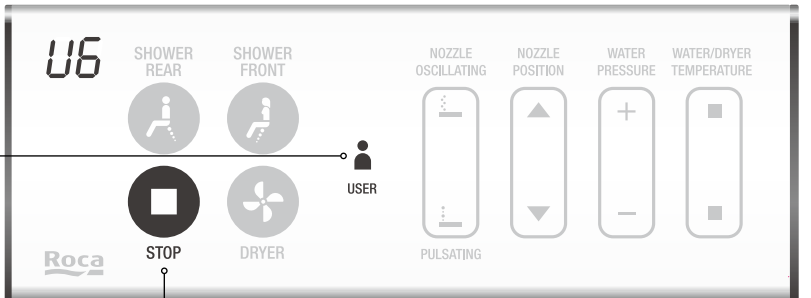 U6
SHOWER
REAR
SHOWER
FRONT
NOZZLE
OSCILLATING
NOZZLE
POSITION
WATER
PRESSURE
WATER/DRYER
TEMPERATURE
USER
STOP
DRYER
PULSATING
Roca